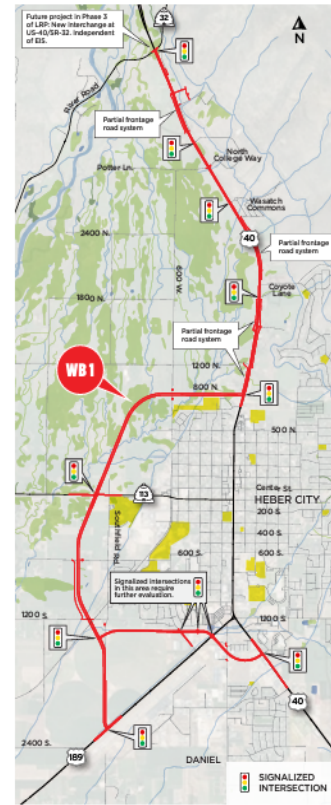 Future project in Phase 3
of LRP: New Interchange at
US-40/SR-32. Independent
of EIS.
32
N
River Road
Partial frontage
road system
North
College Way
Potter Ln.
Wasatch
Commons
2400 N.
40
Partial frontage
road system
600 W.
Coyote
Lane
1800 N.
Partial frontage
road system
1200 N.
WB1
800 N.
500 N.
Center St.
HEBER CITY
113
200 S.
400 S.
Southfield Rd.
600 S.
600 S.
Signalized intersections
in this area require
further evaluation.
1200 S.
1200 S.
40
2400 S.
189
DANIEL
SIGNALIZED
INTERSECTION